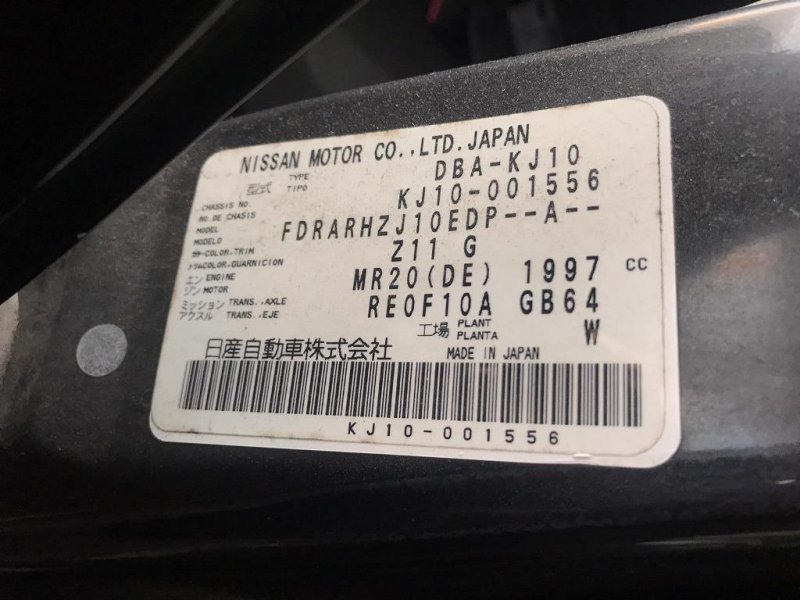 NISSAN MOTOR CO.,LTD.JAPAN
型式 TYPE TIPO DBA-KJ10
CHASSIS NO. NO.DE CHASIS KJ10-001556
MODEL MODELO FDRARHZJ10EDP--A--
カラー COLOR,TRIM COLOR,GUARNICION Z11 G
エンジン ENGINE MOTOR MR20(DE) 1997 CC
ミッション アクスル TRANS.,AXLE TRANS.,EJE RE0F10A GB64
工場 PLANT PLANTA W
日産自動車株式会社 MADE IN JAPAN
KJ10-001556